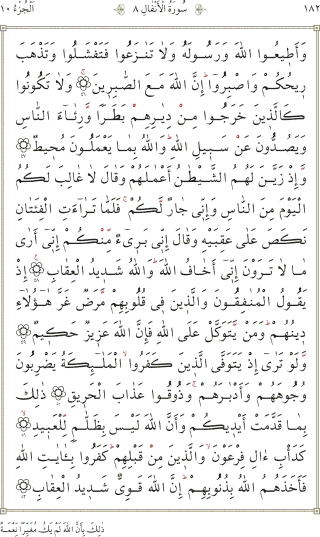 ١٨٢ سُورَةُ الْأَنْفَالِ ٨ اَلْجُزْءُ ١٠
وَأَطِيعُوا اللّٰهَ وَرَسُولَهُ وَلَا تَنَـٰزَعُوا فَتَفْشَلُوا وَتَذْهَبَ
رِيحُكُمْ وَاصْبِرُوا إِنَّ اللّٰهَ مَعَ الصَّـٰبِرِينَ وَلَا تَكُونُوا
كَالَّذِينَ خَرَجُوا مِنْ دِيَـٰرِهِمْ بَطَرًا وَرِئَاءَ النَّاسِ
وَيَصُدُّونَ عَنْ سَبِيلِ اللّٰهِ وَاللّٰهُ بِمَا يَعْمَلُونَ مُحِيطٌ
وَإِذْ زَيَّنَ لَهُمُ الشَّيْطَـٰنُ أَعْمَـٰلَهُمْ وَقَالَ لَا غَالِبَ لَكُمُ
الْيَوْمَ مِنَ النَّاسِ وَإِنِّي جَارٌ لَكُمْ فَلَمَّا تَرَاءَتِ الْفِئَتَانِ
نَكَصَ عَلَى عَقِبَيْهِ وَقَالَ إِنِّي بَرِيءٌ مِنْكُمْ إِنِّي أَرَى
مَا لَا تَرَوْنَ إِنِّي أَخَافُ اللّٰهَ وَاللّٰهُ شَدِيدُ الْعِقَابِ إِذْ
يَقُولُ الْمُنَـٰفِقُونَ وَالَّذِينَ فِي قُلُوبِهِمْ مَرَضٌ غَرَّ هَـٰؤُلَاءِ
دِينُهُمْ وَمَنْ يَتَوَكَّلْ عَلَى اللّٰهِ فَإِنَّ اللّٰهَ عَزِيزٌ حَكِيمٌ
وَلَوْ تَرَى إِذْ يَتَوَفَّى الَّذِينَ كَفَرُوا الْمَلَـٰئِكَةُ يَضْرِبُونَ
وُجُوهَهُمْ وَأَدْبَـٰرَهُمْ وَذُوقُوا عَذَابَ الْحَرِيقِ ذَٰلِكَ
بِمَا قَدَّمَتْ أَيْدِيكُمْ وَأَنَّ اللّٰهَ لَيْسَ بِظَلَّـٰمٍ لِلْعَبِيدِ
كَدَأْبِ ءَالِ فِرْعَوْنَ وَالَّذِينَ مِنْ قَبْلِهِمْ كَفَرُوا بِـَٔايَـٰتِ اللّٰهِ
فَأَخَذَهُمُ اللّٰهُ بِذُنُوبِهِمْ إِنَّ اللّٰهَ قَوِيٌّ شَدِيدُ الْعِقَابِ
ذَٰلِكَ بِأَنَّ اللّٰهَ لَمْ يَكُ مُغَيِّرًا نِعْمَةً